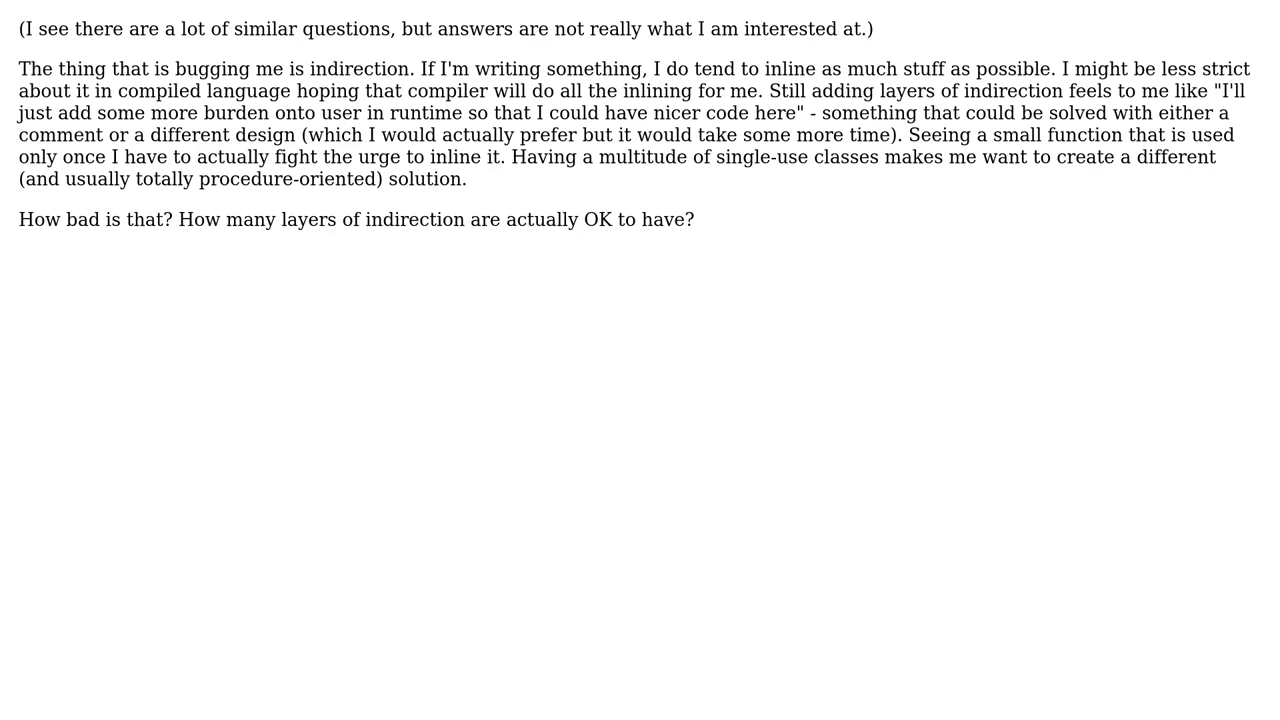 (I see there are a lot of similar questions, but answers are not really what I am interested at.)
The thing that is bugging me is indirection. If I'm writing something, I do tend to inline as much stuff as possible. I might be less strict
about it in compiled language hoping that compiler will do all the inlining for me. Still adding layers of indirection feels to me like "I'll
just add some more burden onto user in runtime so that I could have nicer code here" - something that could be solved with either a
comment or a different design (which I would actually prefer but it would take some more time). Seeing a small function that is used
only once I have to actually fight the urge to inline it. Having a multitude of single-use classes makes me want to create a different
(and usually totally procedure-oriented) solution.
How bad is that? How many layers of indirection are actually OK to have?